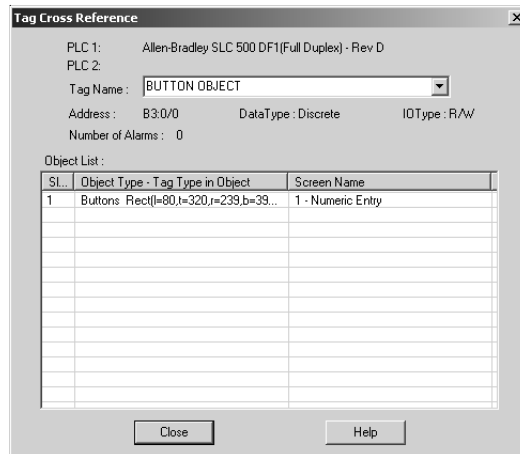 Tag Cross Reference
PLC 1: Allen-Bradley SLC 500 DF1(Full Duplex) - Rev D
PLC 2:
Tag Name : BUTTON OBJECT
Address : B3:0/0 DataType : Discrete IOType : R/W
Number of Alarms : 0
Object List :
Sl... Object Type - Tag Type in Object Screen Name
1 Buttons Rect(l=80,t=320,r=239,b=39... 1 - Numeric Entry
Close Help